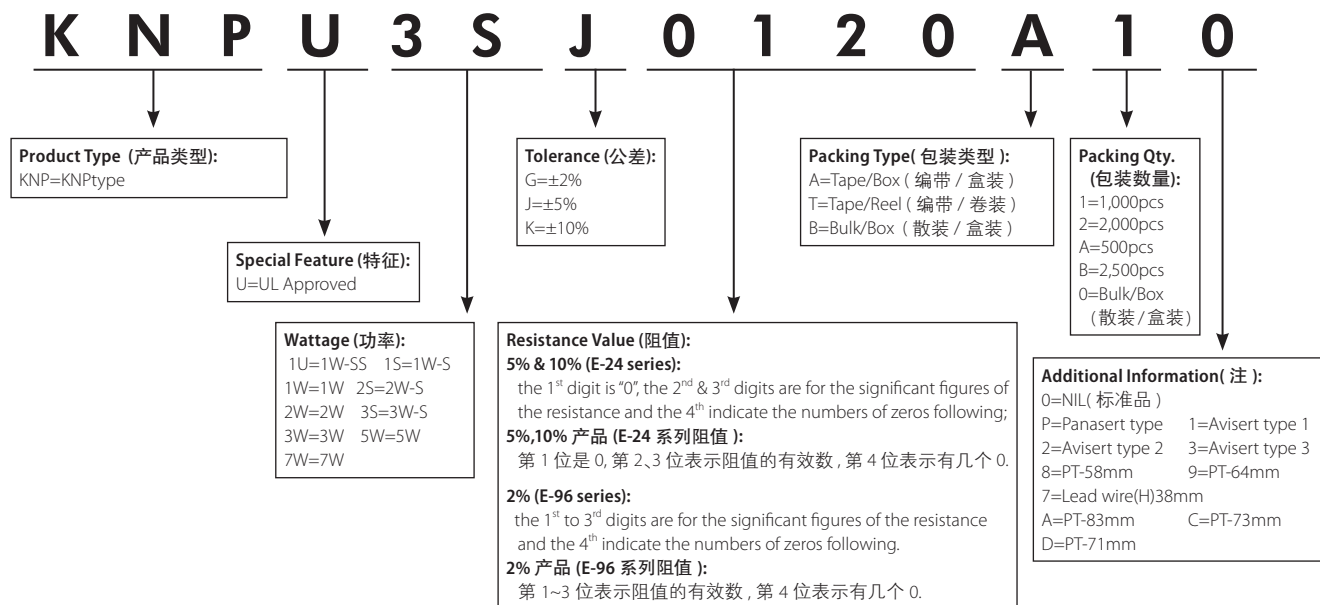 K N P U 3 S J 0 1 2 0 A 1 0
Product Type (产品类型):
KNP=KNPtype
Special Feature (特征):
U=UL Approved
Wattage (功率):
1U=1W-SS 1S=1W-S
1W=1W 2S=2W-S
2W=2W 3S=3W-S
3W=3W 5W=5W
7W=7W
Tolerance (公差):
G=±2%
J=±5%
K=±10%
Resistance Value (阻值):
5% & 10% (E-24 series):
the 1st digit is “0”, the 2nd & 3rd digits are for the significant figures of
the resistance and the 4th indicate the numbers of zeros following;
5%,10% 产品 (E-24 系列阻值 ):
第 1 位是 0, 第 2、3 位表示阻值的有效数 , 第 4 位表示有几个 0.
2% (E-96 series):
the 1st to 3rd digits are for the significant figures of the resistance
and the 4th indicate the numbers of zeros following.
2% 产品 (E-96 系列阻值 ):
第 1~3 位表示阻值的有效数 , 第 4 位表示有几个 0.
Packing Type( 包装类型 ):
A=Tape/Box ( 编带 / 盒装 )
T=Tape/Reel ( 编带 / 卷装 )
B=Bulk/Box ( 散装 / 盒装 )
Packing Qty.
(包装数量):
1=1,000pcs
2=2,000pcs
A=500pcs
B=2,500pcs
0=Bulk/Box
(散装/盒装)
Additional Information( 注 ):
0=NIL( 标准品 )
P=Panasert type 1=Avisert type 1
2=Avisert type 2 3=Avisert type 3
8=PT-58mm 9=PT-64mm
7=Lead wire(H)38mm
A=PT-83mm C=PT-73mm
D=PT-71mm